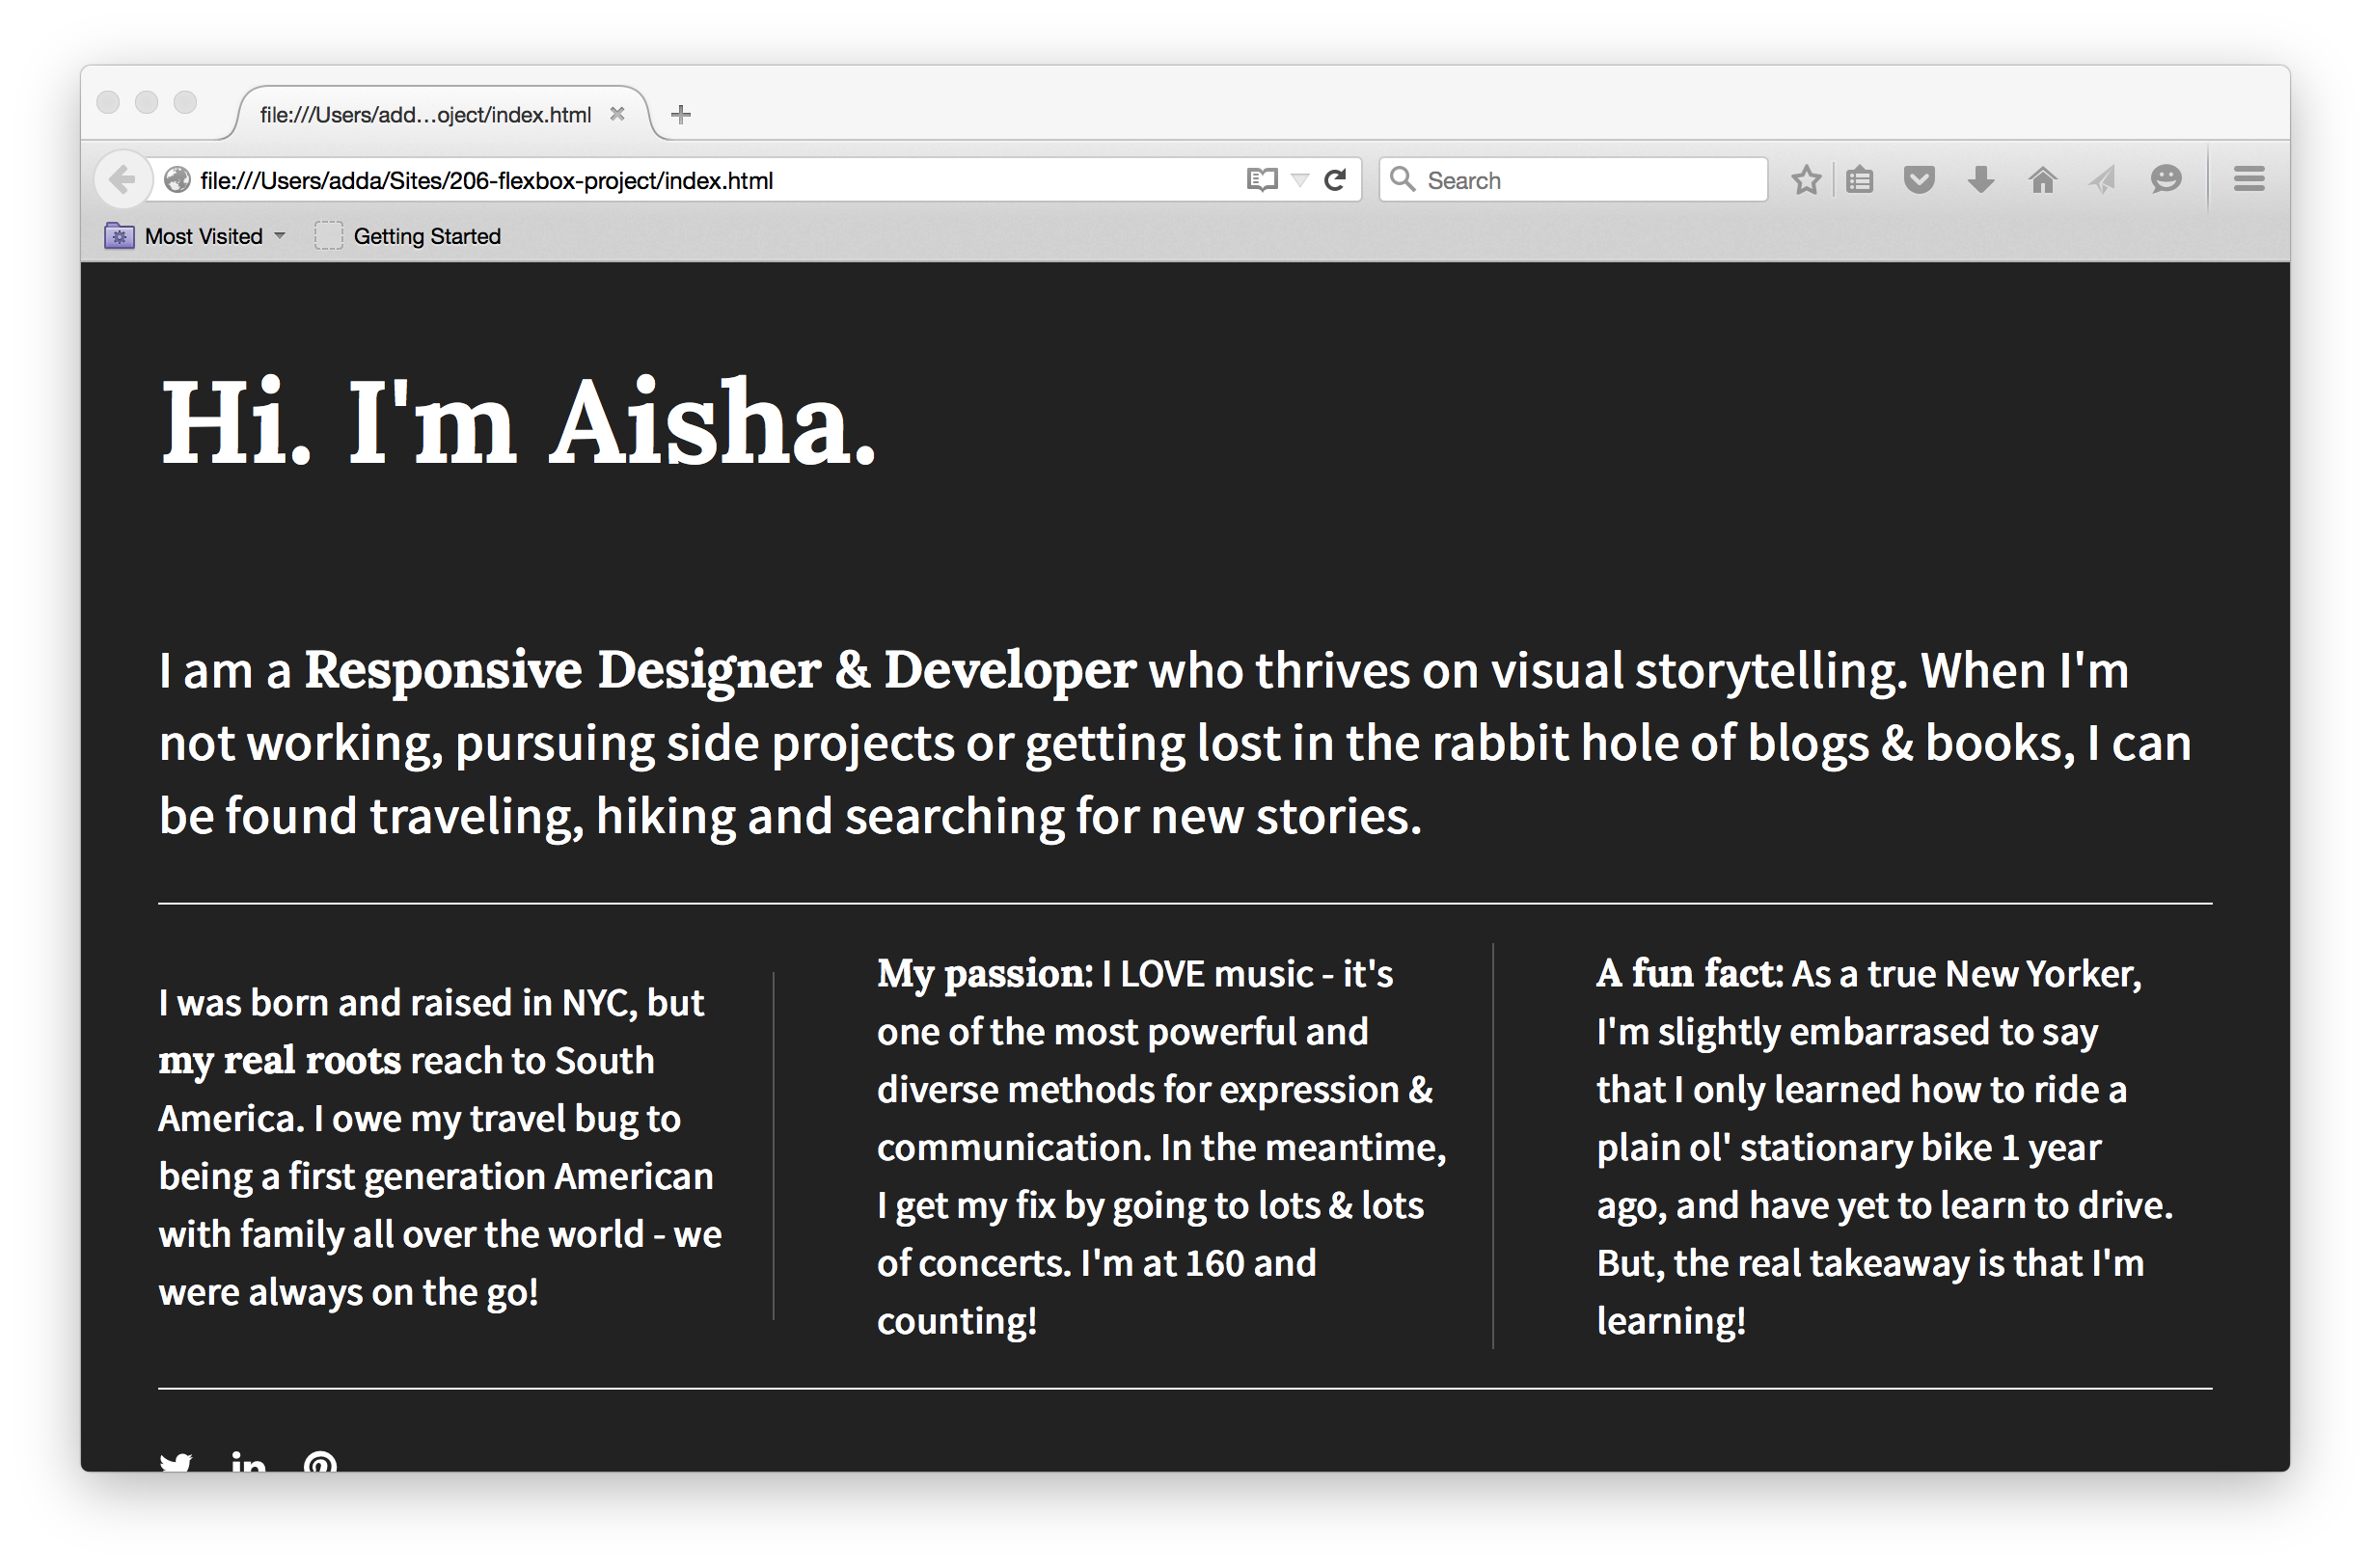 file:///Users/add...oject/index.html
file:///Users/adda/Sites/206-flexbox-project/index.html
Search
Most Visited
Getting Started
Hi. I'm Aisha.
I am a Responsive Designer & Developer who thrives on visual storytelling. When I'm
not working, pursuing side projects or getting lost in the rabbit hole of blogs & books, I can
be found traveling, hiking and searching for new stories.
I was born and raised in NYC, but
my real roots reach to South
America. I owe my travel bug to
being a first generation American
with family all over the world - we
were always on the go!
My passion: I LOVE music - it's
one of the most powerful and
diverse methods for expression &
communication. In the meantime,
I get my fix by going to lots & lots
of concerts. I'm at 160 and
counting!
A fun fact: As a true New Yorker,
I'm slightly embarrased to say
that I only learned how to ride a
plain ol' stationary bike 1 year
ago, and have yet to learn to drive.
But, the real takeaway is that I'm
learning!